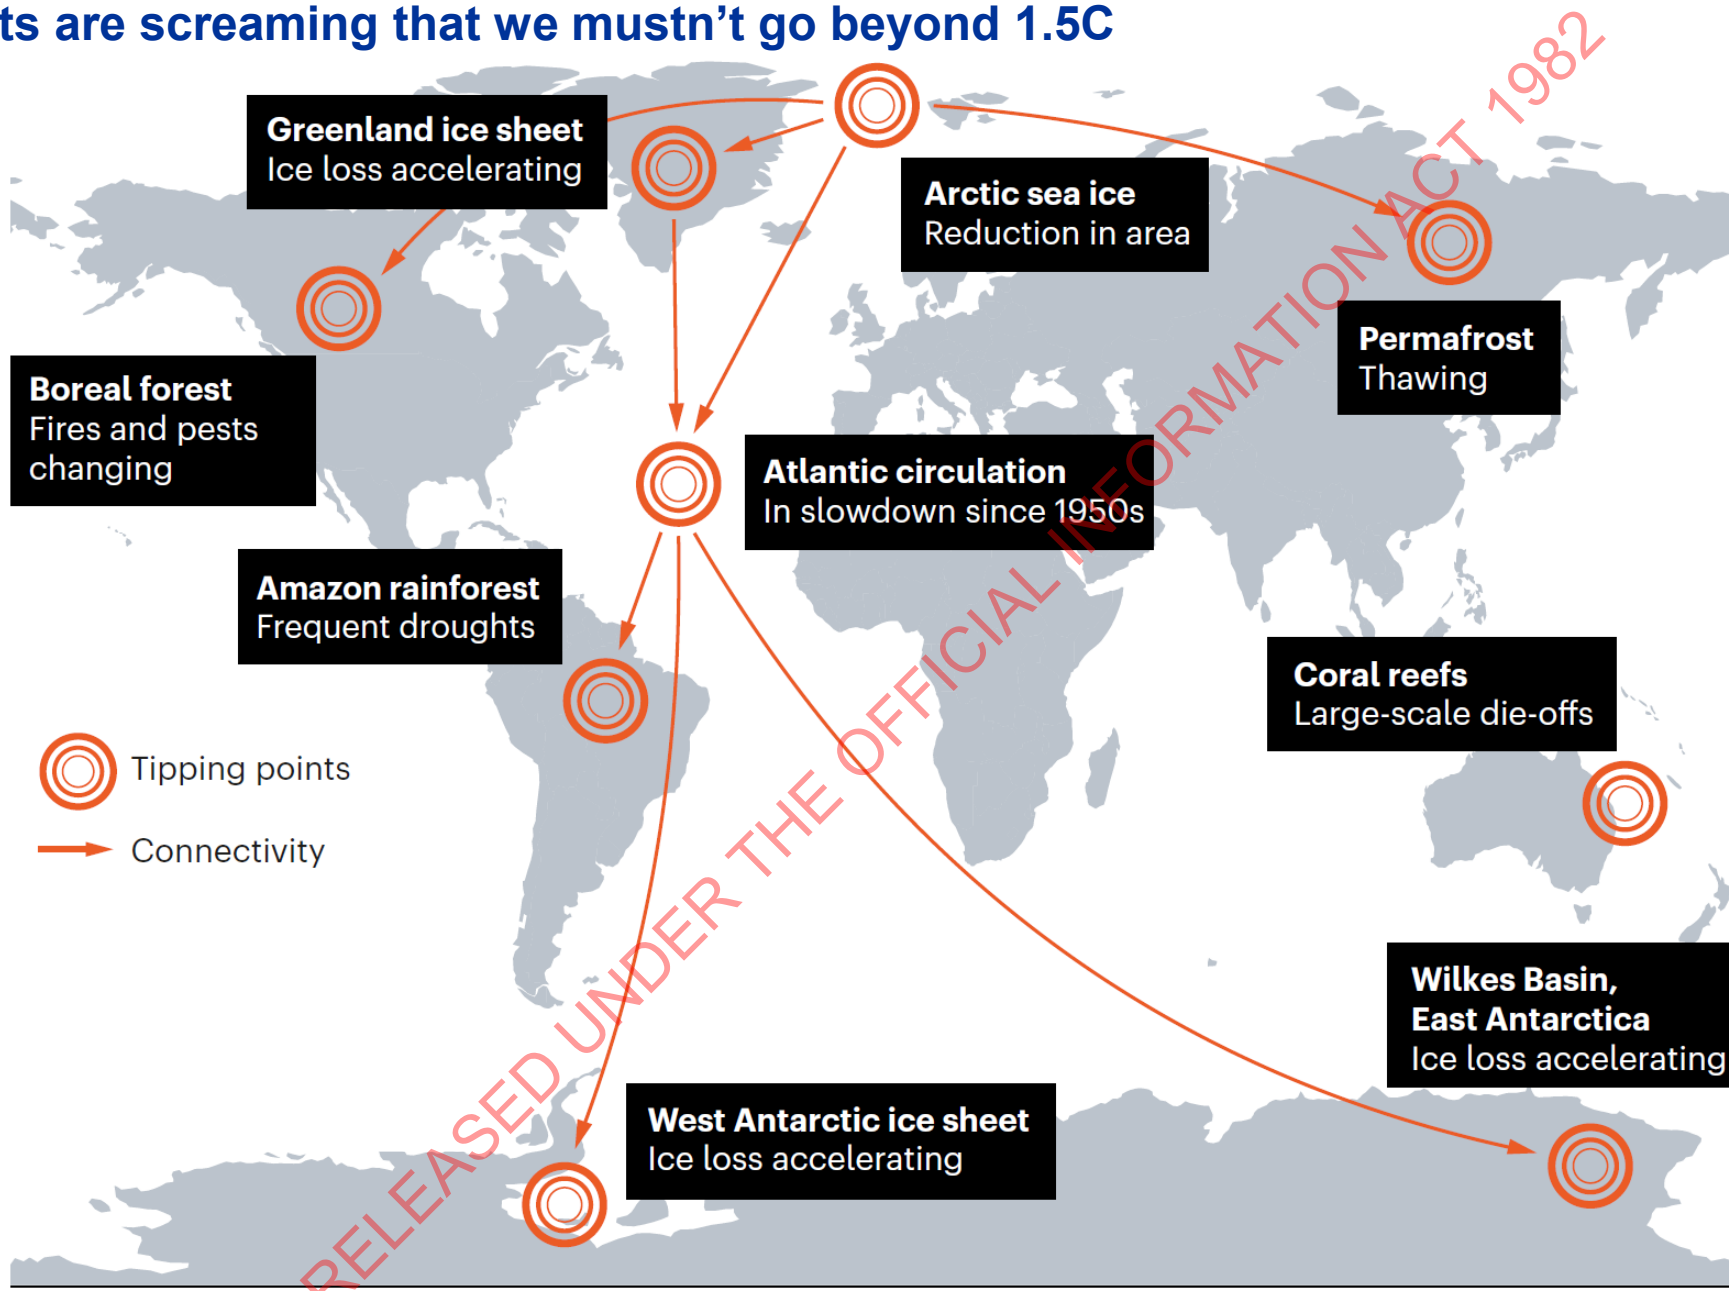 ts are screaming that we mustn’t go beyond 1.5C
Greenland ice sheet
Ice loss accelerating
Arctic sea ice
Reduction in area
Permafrost
Thawing
Boreal forest
Fires and pests
changing
Atlantic circulation
In slowdown since 1950s
Amazon rainforest
Frequent droughts
Coral reefs
Large-scale die-offs
Tipping points
Connectivity
Wilkes Basin,
East Antarctica
Ice loss accelerating
West Antarctic ice sheet
Ice loss accelerating
RELEASED UNDER THE OFFICIAL INFORMATION ACT 1982